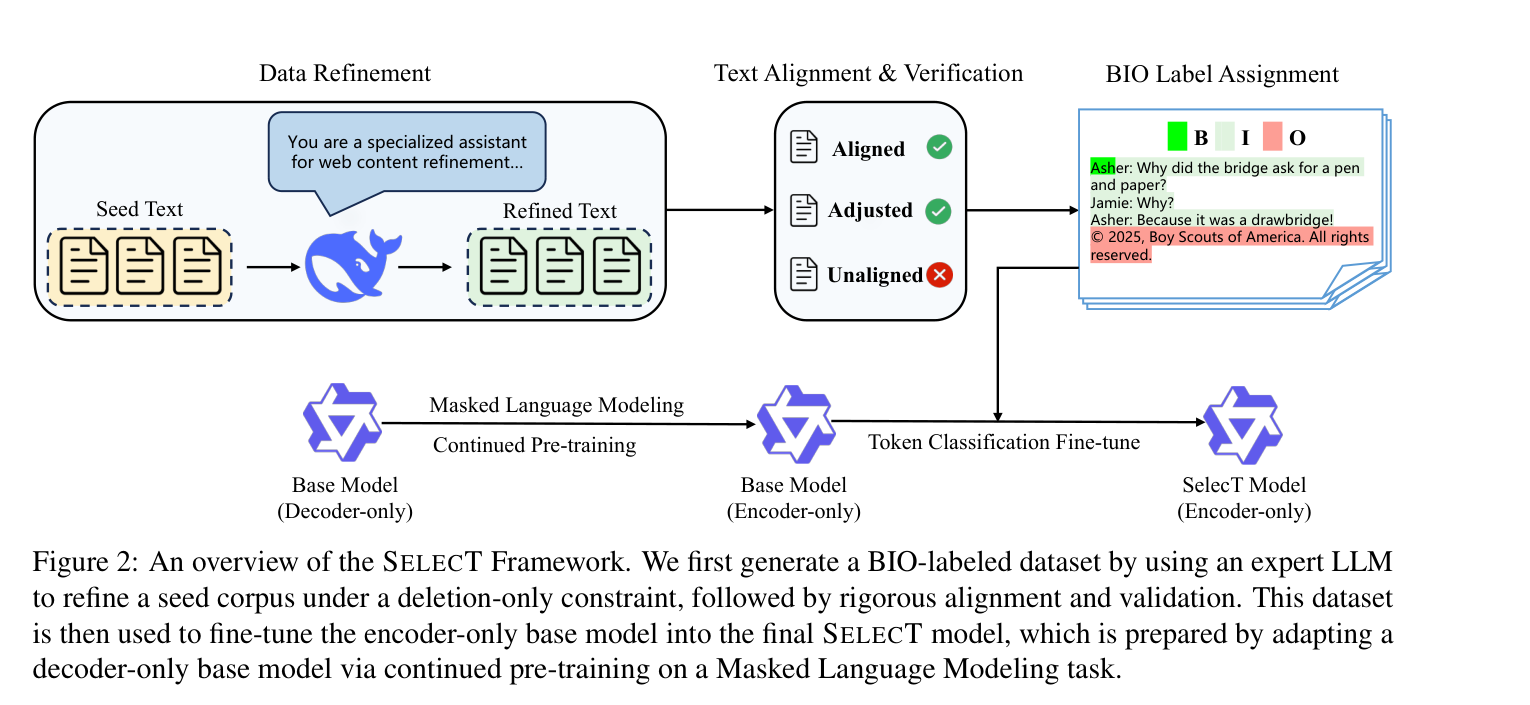 Data Refinement
Text Alignment & Verification
BIO Label Assignment
You are a specialized assistant
for web content refinement...
Seed Text
Refined Text
Aligned
Adjusted
Unaligned
B I O
Asher: Why did the bridge ask for a pen
and paper?
Jamie: Why?
Asher: Because it was a drawbridge!
© 2025, Boy Scouts of America. All rights
reserved.
Masked Language Modeling
Continued Pre-training
Token Classification Fine-tune
Base Model
(Decoder-only)
Base Model
(Encoder-only)
SelecT Model
(Encoder-only)
Figure 2: An overview of the SELECT Framework. We first generate a BIO-labeled dataset by using an expert LLM
to refine a seed corpus under a deletion-only constraint, followed by rigorous alignment and validation. This dataset
is then used to fine-tune the encoder-only base model into the final SELECT model, which is prepared by adapting a
decoder-only base model via continued pre-training on a Masked Language Modeling task.